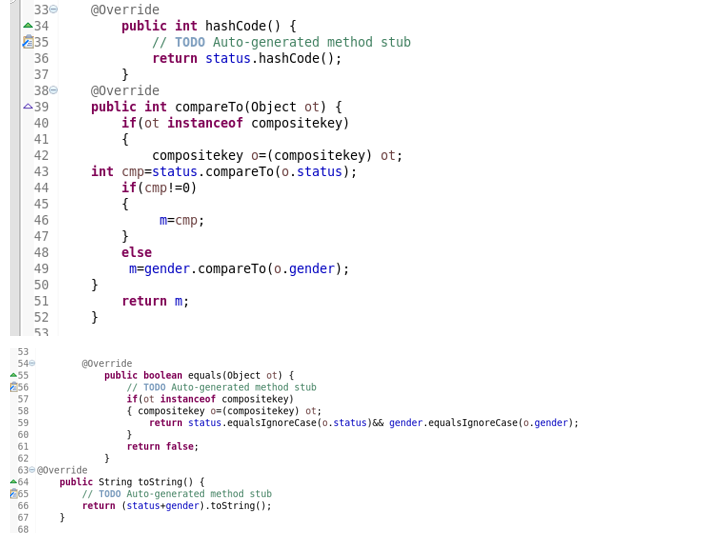 33 @Override
34 public int hashCode() {
35 // TODO Auto-generated method stub
36 return status.hashCode();
37 }
38 @Override
39 public int compareTo(Object ot) {
40 if(ot instanceof compositekey)
41 {
42 compositekey o=(compositekey) ot;
43 int cmp=status.compareTo(o.status);
44 if(cmp!=0)
45 {
46 m=cmp;
47 }
48 else
49 m=gender.compareTo(o.gender);
50 }
51 return m;
52 }
53
53
54 @Override
55 public boolean equals(Object ot) {
56 // TODO Auto-generated method stub
57 if(ot instanceof compositekey)
58 { compositekey o=(compositekey) ot;
59 return status.equalsIgnoreCase(o.status)&& gender.equalsIgnoreCase(o.gender);
60 }
61 return false;
62 }
63 @Override
64 public String toString() {
65 // TODO Auto-generated method stub
66 return (status+gender).toString();
67 }
68